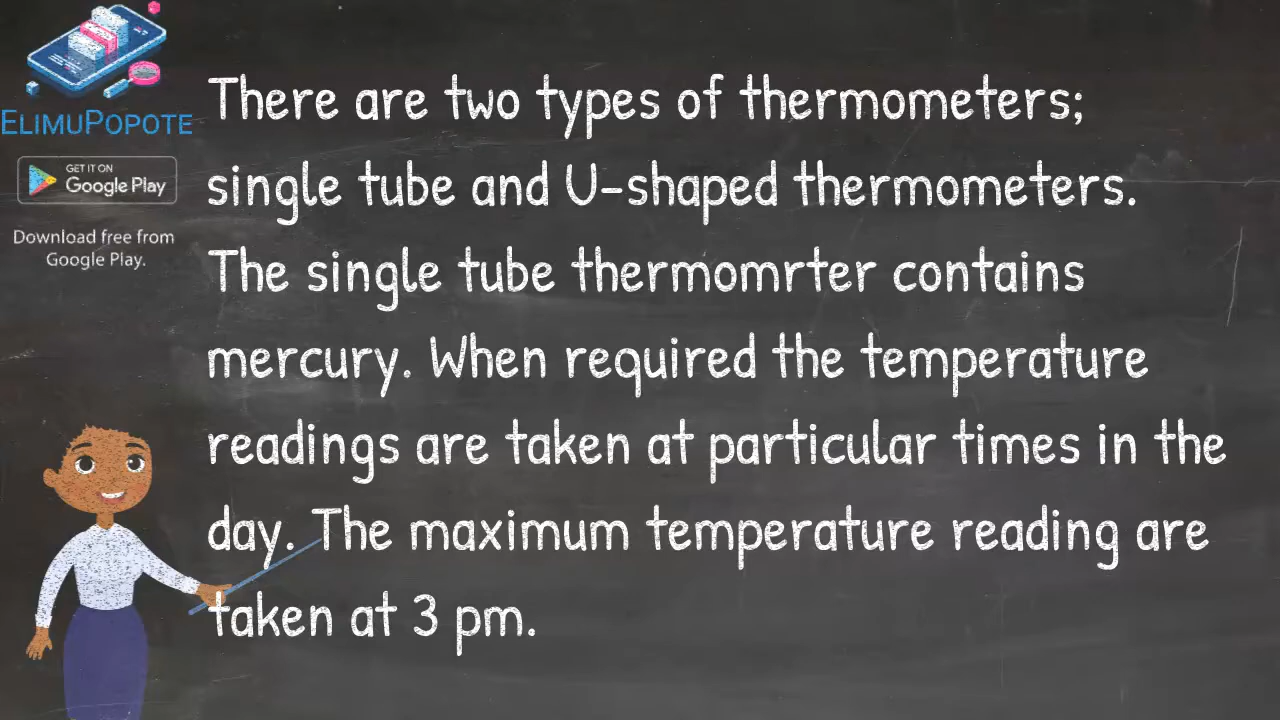 ELIMUPOPOTE
GET IT ON
Google Play
Download free from
Google Play.
There are two types of thermometers;
single tube and U-shaped thermometers.
The single tube thermomrter contains
mercury. When required the temperature
readings are taken at particular times in the
day. The maximum temperature reading are
taken at 3 pm.